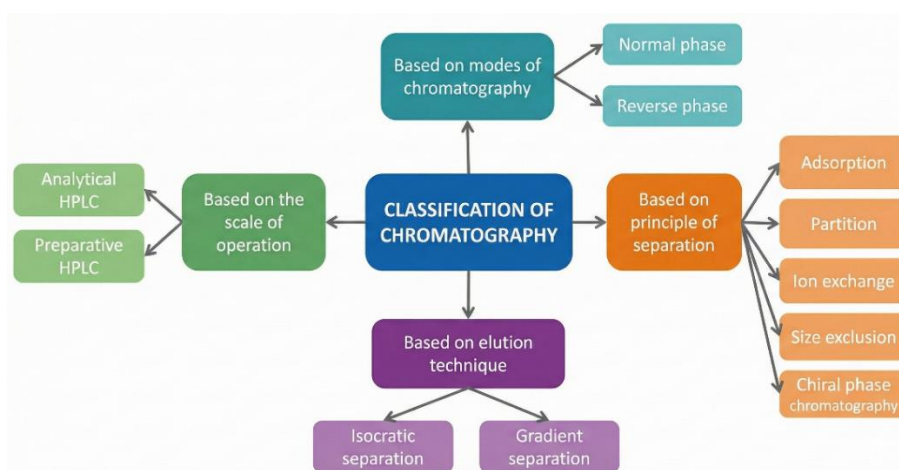 Based on modes of
chromatography
Normal phase
Reverse phase
Analytical
HPLC
Preparative
HPLC
Based on the
scale of
operation
CLASSIFICATION OF
CHROMATOGRAPHY
Based on
principle of
separation
Adsorption
Partition
Ion exchange
Size exclusion
Chiral phase
chromatography
Based on elution
technique
Isocratic
separation
Gradient
separation